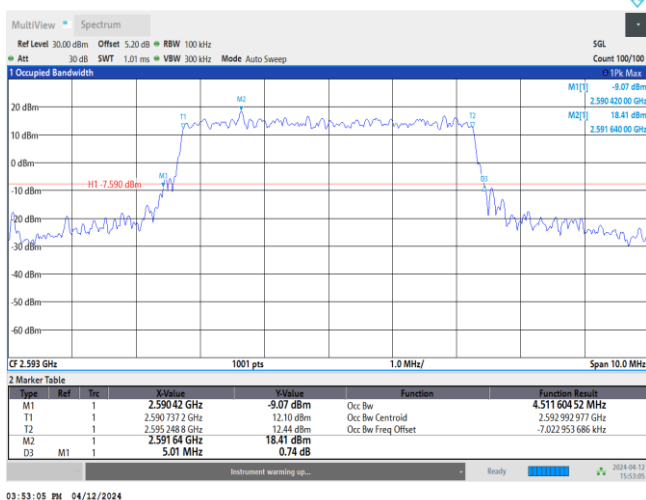 MultiView Spectrum
Ref Level 30.00 dBm Offset 5.20 dB RBW 100 kHz SGL
Att 30 dB SWT 1.01 ms VBW 300 kHz Mode Auto Sweep Count 100/100
1 Occupied Bandwidth 1Pk Max
M1[1] -9.07 dBm
2.590 420 00 GHz
M2[1] 18.41 dBm
2.591 640 00 GHz
20 dBm
M2
T1
T2
10 dBm
0 dBm
M1
D3
H1 -7.590 dBm
-10 dBm
-20 dBm
-30 dBm
-40 dBm
-50 dBm
-60 dBm
CF 2.593 GHz 1001 pts 1.0 MHz/ Span 10.0 MHz
2 Marker Table
Type Ref Trc X-Value Y-Value Function Function Result
M1 1 2.590 42 GHz -9.07 dBm Occ Bw 4.511 604 52 MHz
T1 1 2.590 737 2 GHz 12.10 dBm Occ Bw Centroid 2.592 992 977 GHz
T2 1 2.595 248 8 GHz 12.44 dBm Occ Bw Freq Offset -7.022 953 686 kHz
M2 1 2.591 64 GHz 18.41 dBm
D3 M1 1 5.01 MHz 0.74 dB
Instrument warming up... Ready 2024-04-12
15:53:05
03:53:05 PM 04/12/2024